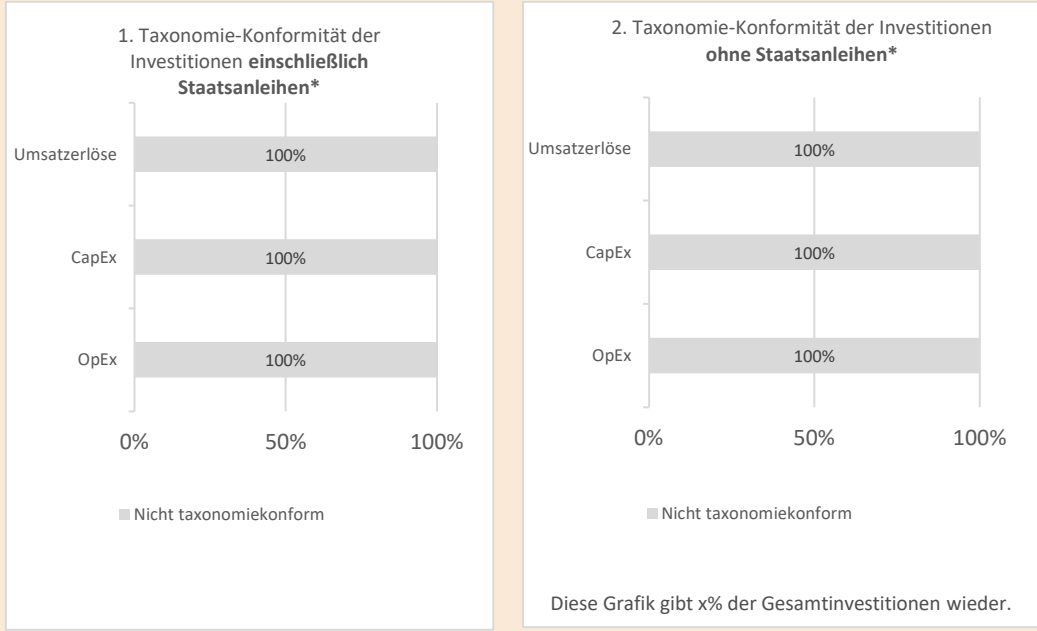 1. Taxonomie-Konformität der
Investitionen einschließlich
Staatsanleihen*
Umsatzerlöse
100%
CapEx
100%
OpEx
100%
0%
50%
100%
Nicht taxonomiekonform
2. Taxonomie-Konformität der Investitionen
ohne Staatsanleihen*
Umsatzerlöse
100%
CapEx
100%
OpEx
100%
0%
50%
100%
Nicht taxonomiekonform
Diese Grafik gibt x% der Gesamtinvestitionen wieder.